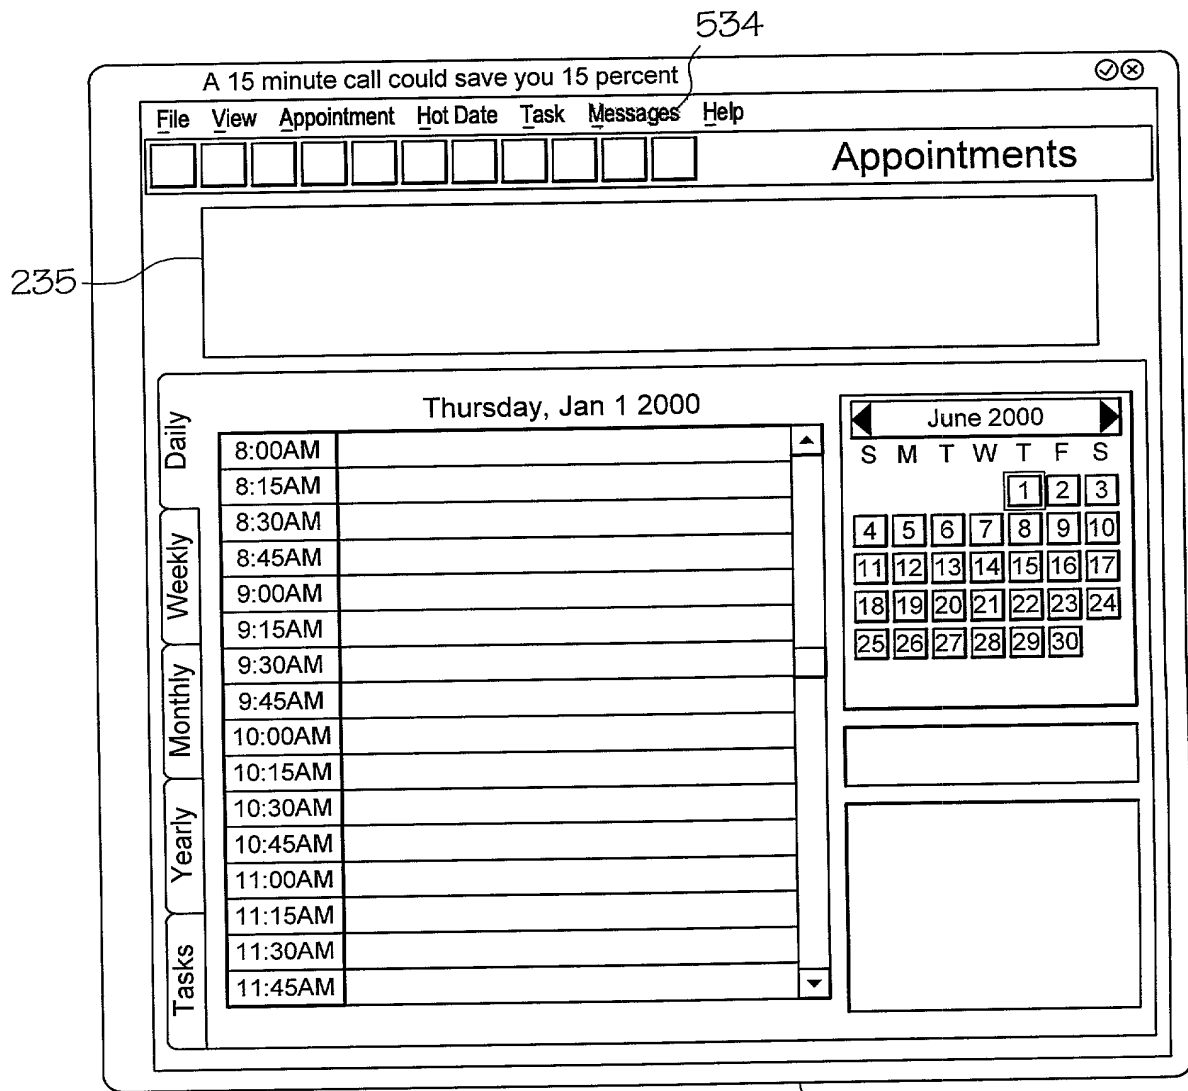 534
A 15 minute call could save you 15 percent
File View Appointment Hot Date Task Messages Help
Appointments
235
Daily
Weekly
Monthly
Yearly
Tasks
Thursday, Jan 1 2000
8:00AM
8:15AM
8:30AM
8:45AM
9:00AM
9:15AM
9:30AM
9:45AM
10:00AM
10:15AM
10:30AM
10:45AM
11:00AM
11:15AM
11:30AM
11:45AM
June 2000
S M T W T F S
1 2 3
4 5 6 7 8 9 10
11 12 13 14 15 16 17
18 19 20 21 22 23 24
25 26 27 28 29 30